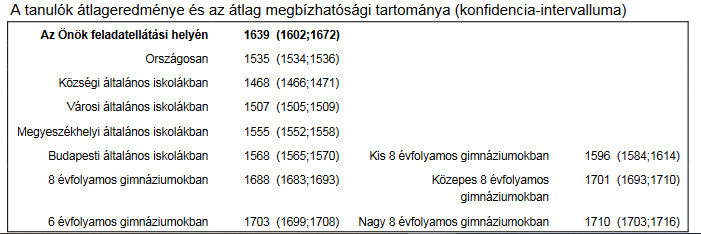 A tanulók átlageredménye és az átlag megbízhatósági tartománya (konfidencia-intervalluma)
Az Önök feladatellátási helyén 1639 (1602;1672)
Országosan 1535 (1534;1536)
Községi általános iskolákban 1468 (1466;1471)
Városi általános iskolákban 1507 (1505;1509)
Megyeszékhelyi általános iskolákban 1555 (1552;1558)
Budapesti általános iskolákban 1568 (1565;1570) Kis 8 évfolyamos gimnáziumokban 1596 (1584;1614)
8 évfolyamos gimnáziumokban 1688 (1683;1693) Közepes 8 évfolyamos 1701 (1693;1710)
gimnáziumokban
6 évfolyamos gimnáziumokban 1703 (1699;1708) Nagy 8 évfolyamos gimnáziumokban 1710 (1703;1716)